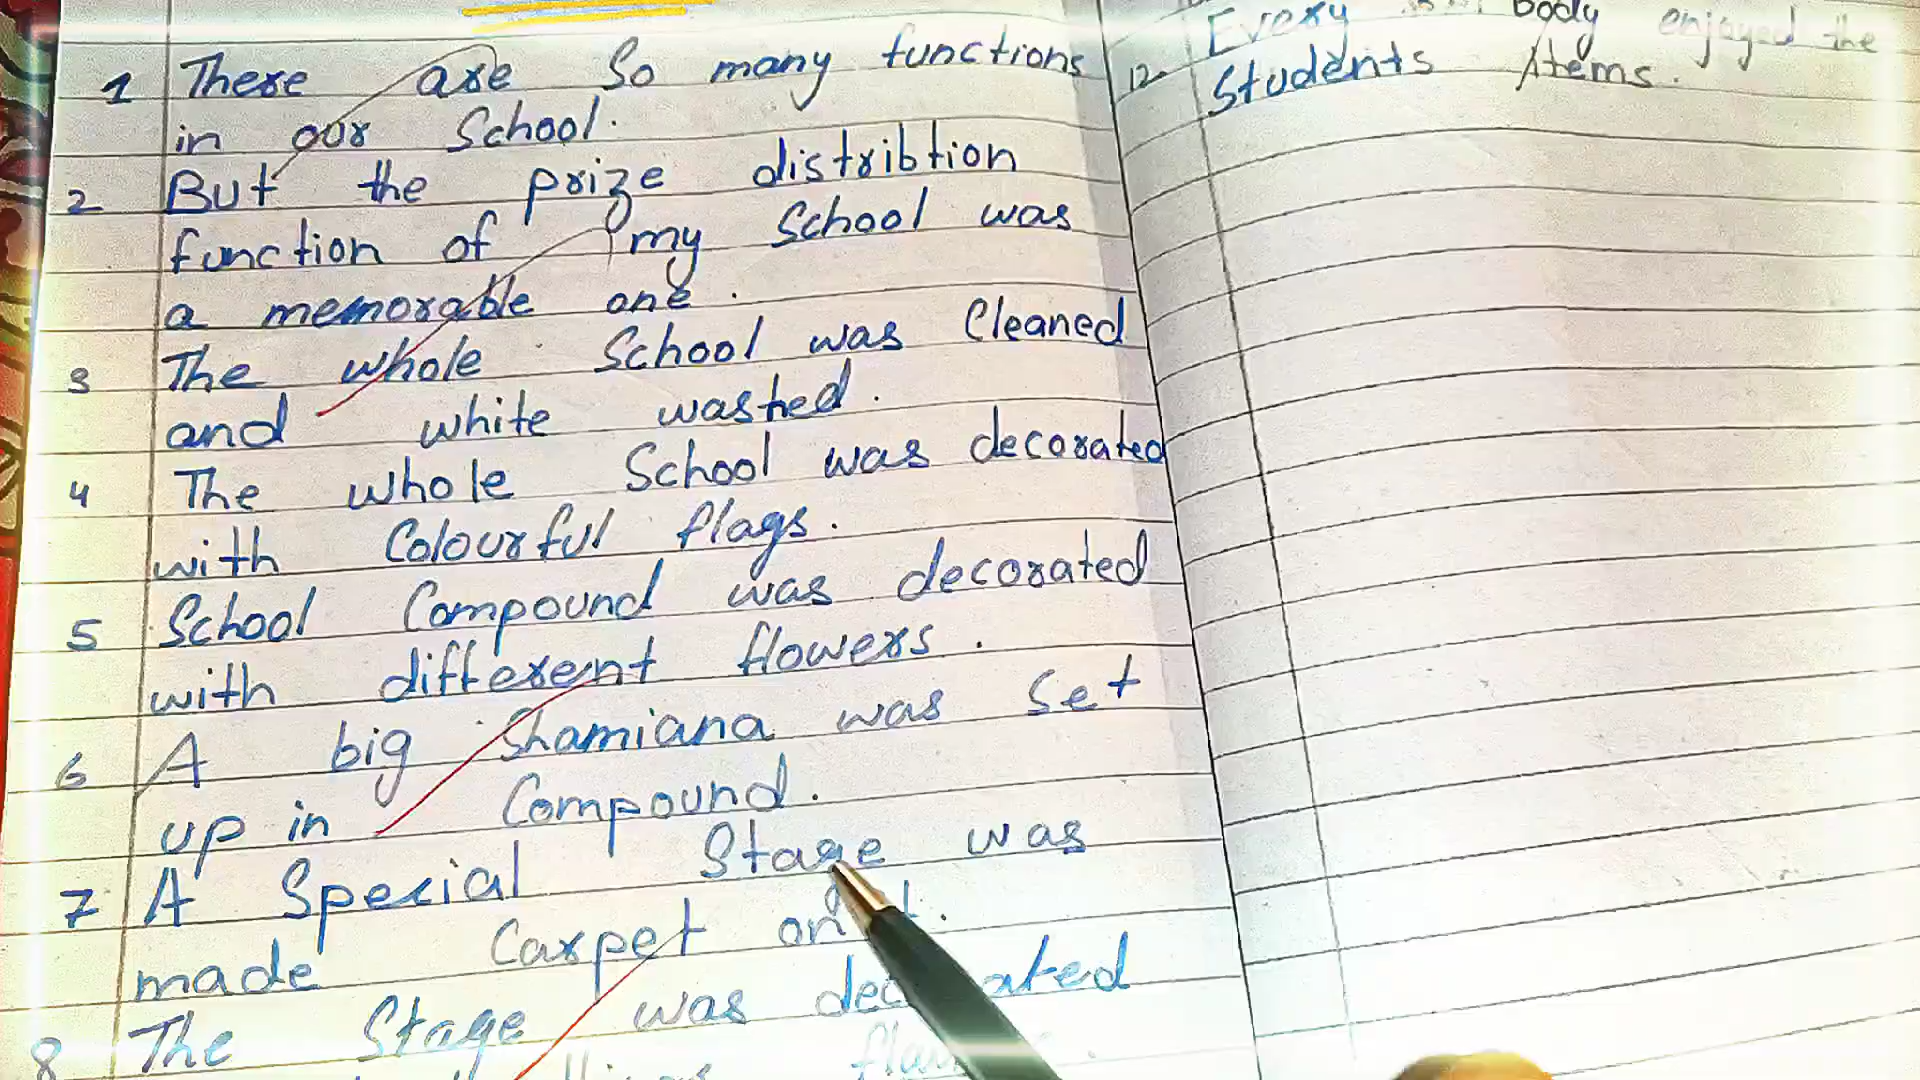 1 There are So many functions
in our School.
2 But the prize distribtion
function of my School was
a memorable one.
3 The whole School was Cleaned
and white washed.
4 The whole School was decorated
with Colourful flags.
5 School Compound was decorated
with different flowers.
6 A big Shamiana was Set
up in Compound.
7 A Special Stage was
made Carpet on
8 The Stage was decorated
12 Every body enjoyed the
Students Items.